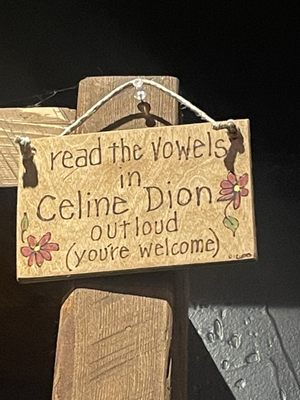 read the Vowels
in
Celine Dion
out loud
(you're welcome)